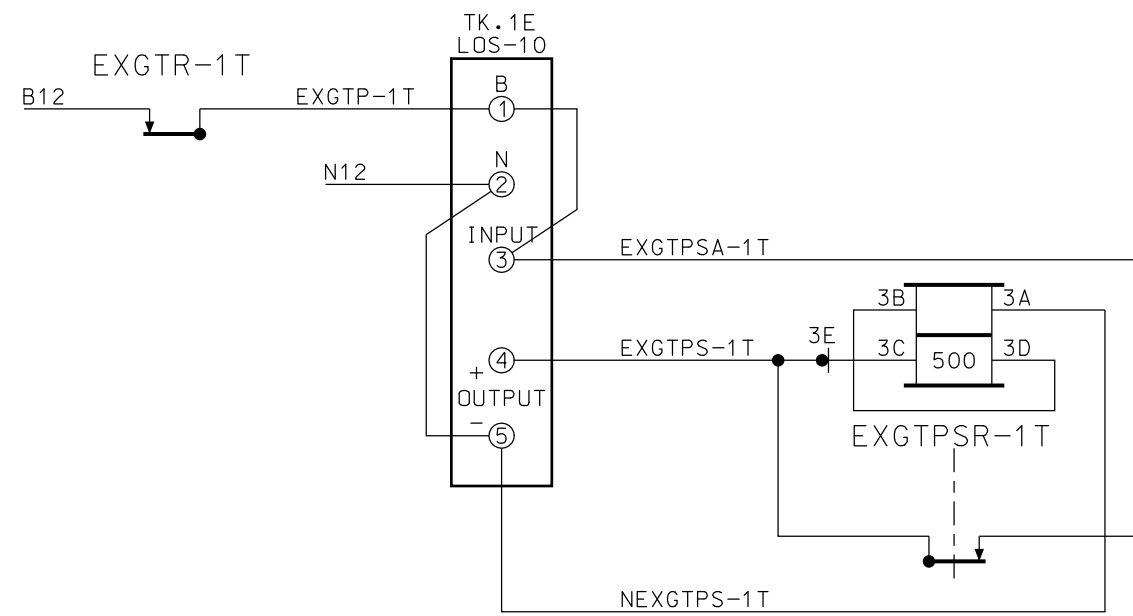 TK.1E
LOS-10
EXGTR-1T
B12
EXGTP-1T
B
1
N12
N
2
INPUT
3
EXGTPSA-1T
3B
3A
EXGTPS-1T
3E
3C
500
3D
4
+
OUTPUT
-
5
EXGTPSR-1T
NEXGTPS-1T